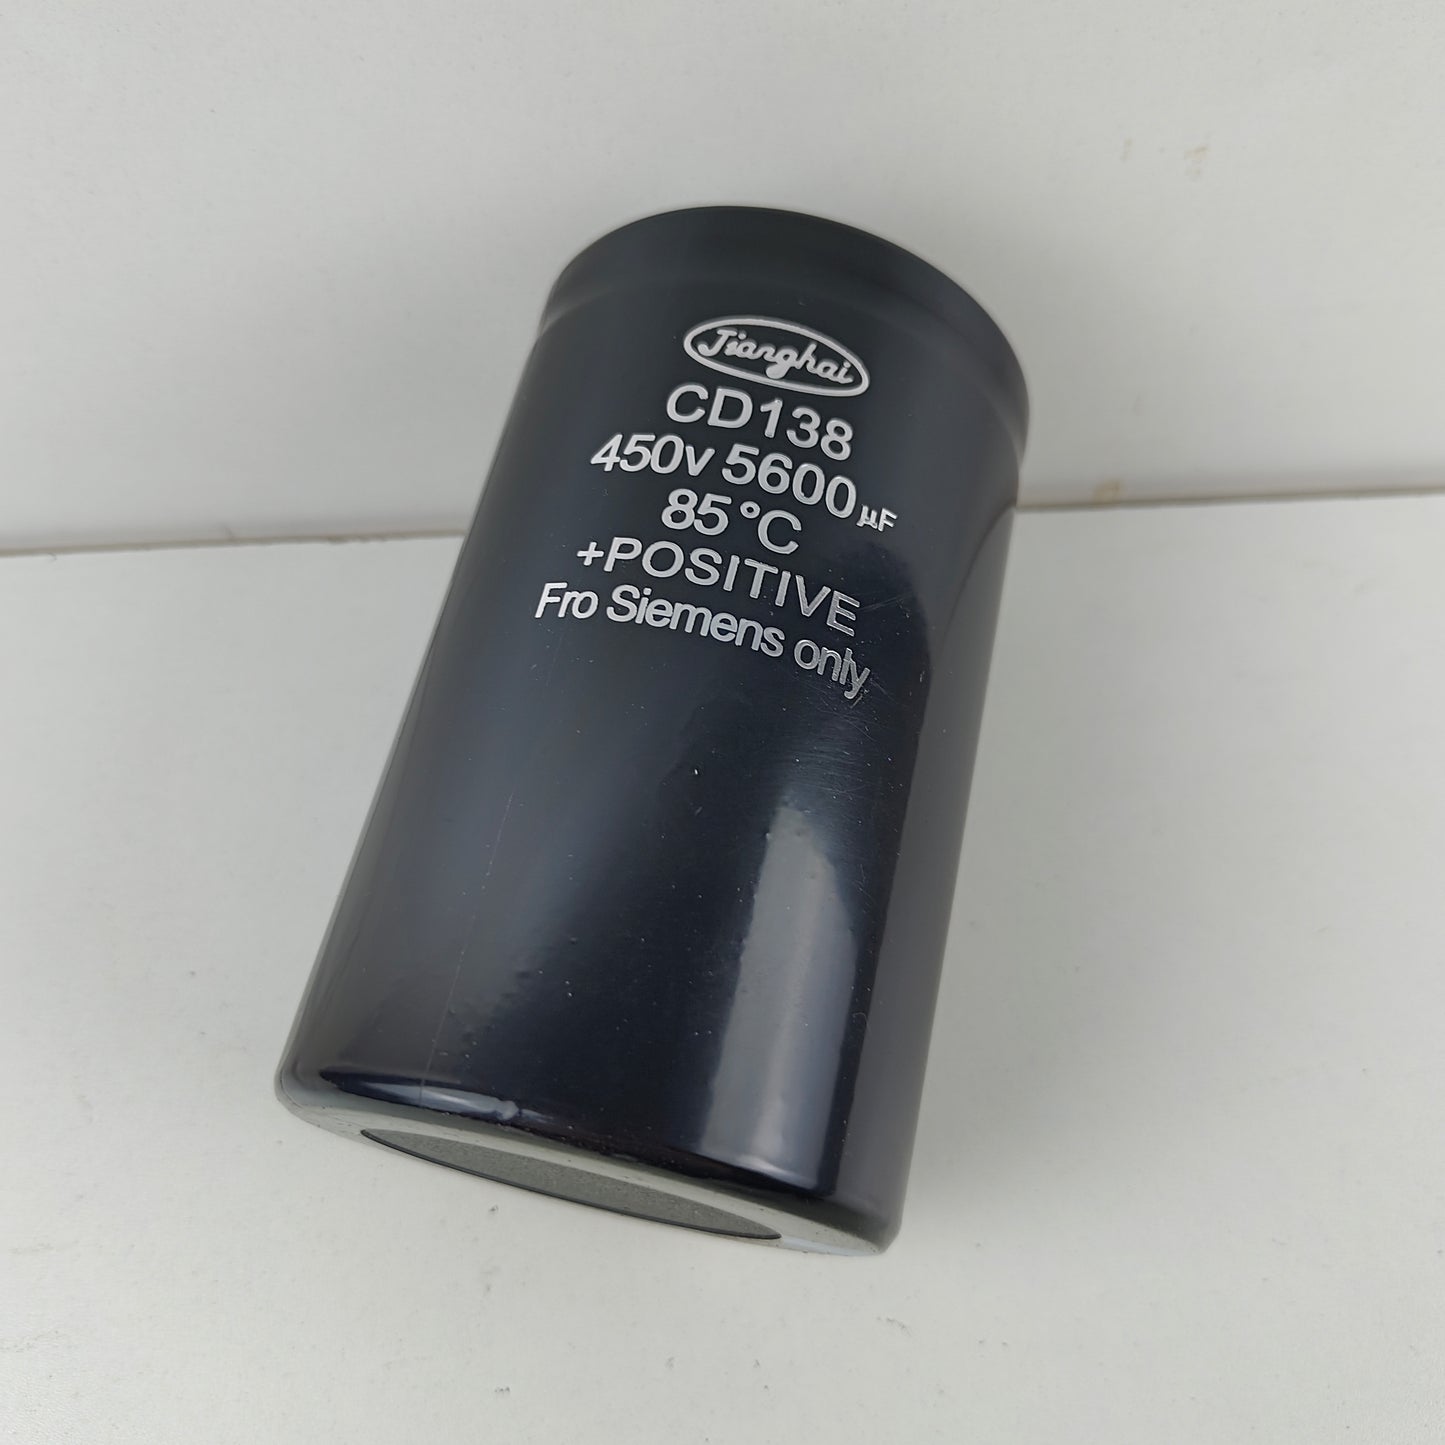 Jianghai
CD138
450v 5600µF
85°C
+POSITIVE
Fro Siemens only